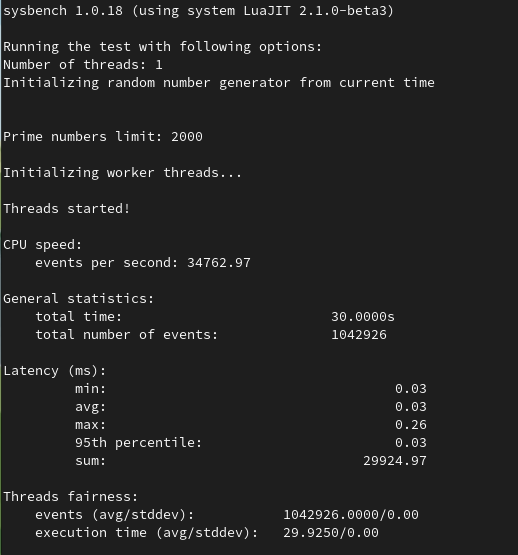 sysbench 1.0.18 (using system LuaJIT 2.1.0-beta3)
Running the test with following options:
Number of threads: 1
Initializing random number generator from current time
Prime numbers limit: 2000
Initializing worker threads...
Threads started!
CPU speed:
events per second: 34762.97
General statistics:
total time: 30.0000s
total number of events: 1042926
Latency (ms):
min: 0.03
avg: 0.03
max: 0.26
95th percentile: 0.03
sum: 29924.97
Threads fairness:
events (avg/stddev): 1042926.0000/0.00
execution time (avg/stddev): 29.9250/0.00